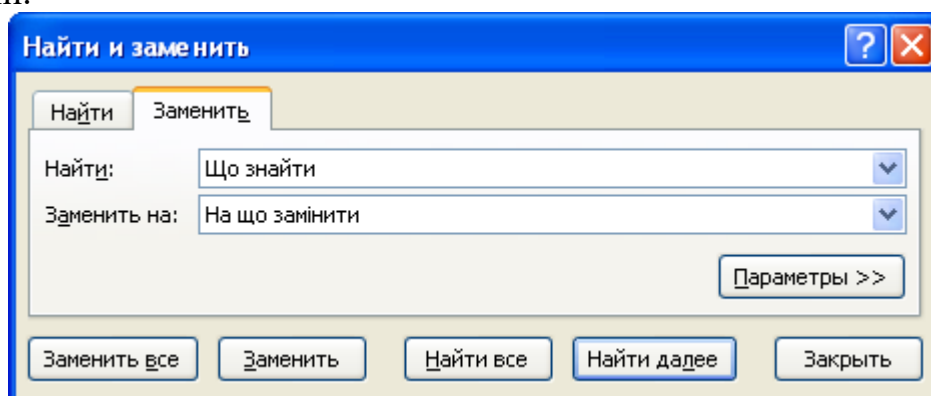 Найти и заменить
Найти Заменить
Найти: Що знайти
Заменить на: На що замінити
Параметры >>
Заменить все Заменить Найти все Найти далее Закрыть